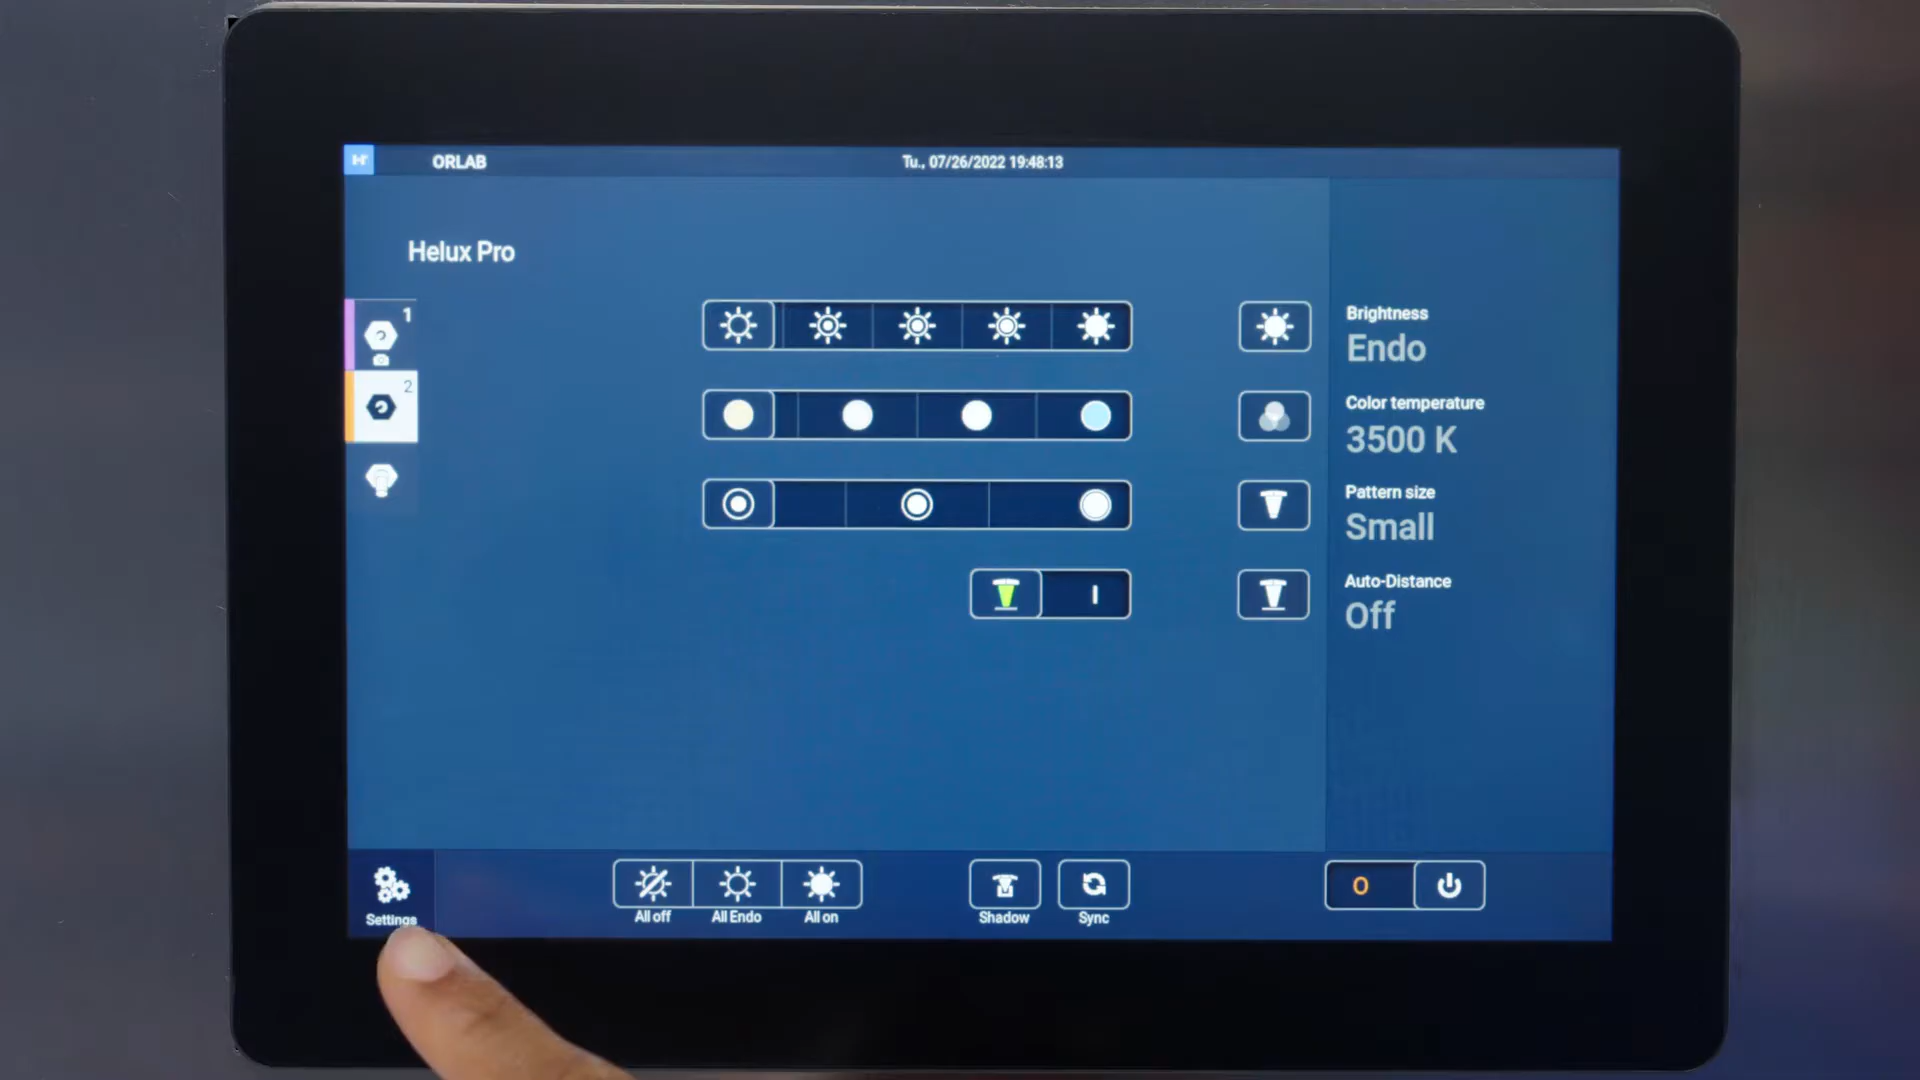 ORLAB
Tu., 07/26/2022 19:48:13
Helux Pro
1
2
Brightness
Endo
Color temperature
3500 K
Pattern size
Small
Auto-Distance
Off
I
Settings
All off
All Endo
All on
Shadow
Sync
O